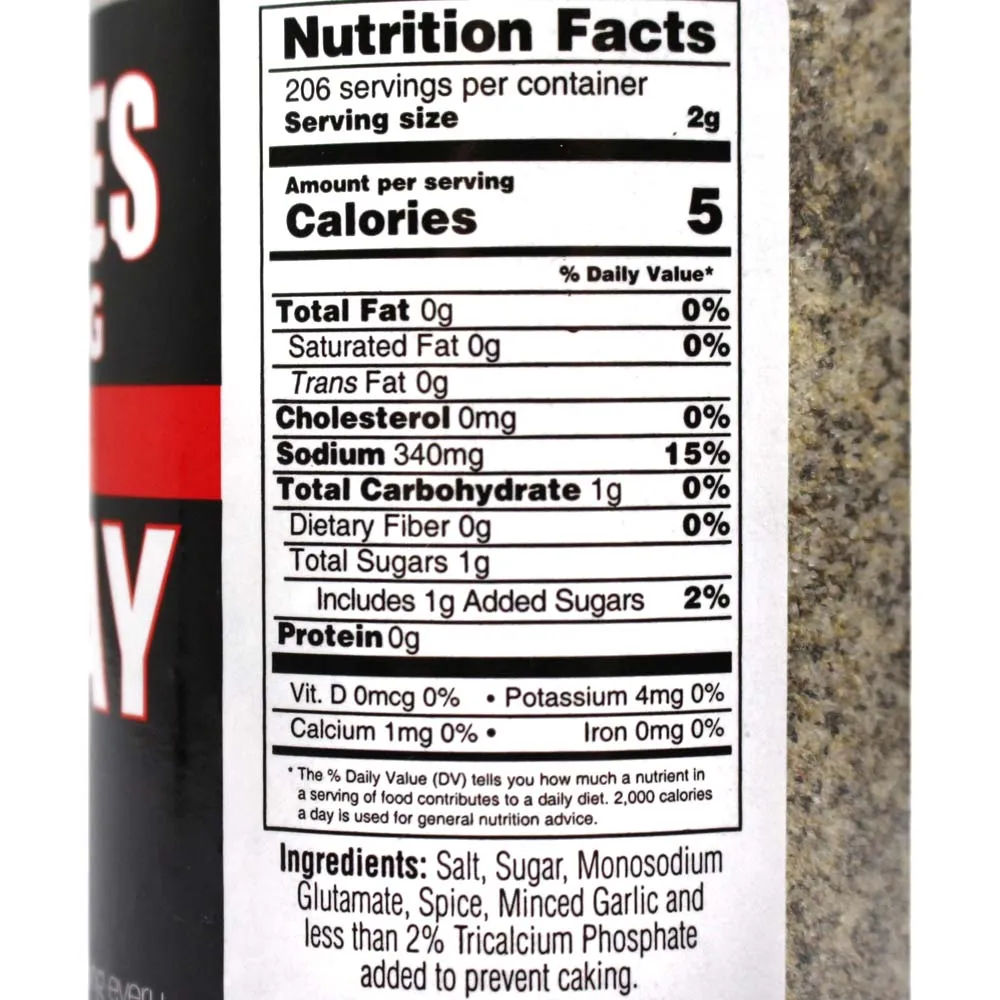 ES
G
AY
Nutrition Facts
206 servings per container
Serving size 2g
Amount per serving
Calories 5
% Daily Value*
Total Fat 0g 0%
Saturated Fat 0g 0%
Trans Fat 0g
Cholesterol 0mg 0%
Sodium 340mg 15%
Total Carbohydrate 1g 0%
Dietary Fiber 0g 0%
Total Sugars 1g
Includes 1g Added Sugars 2%
Protein 0g
Vit. D 0mcg 0% • Potassium 4mg 0%
Calcium 1mg 0% • Iron 0mg 0%
* The % Daily Value (DV) tells you how much a nutrient in
a serving of food contributes to a daily diet. 2,000 calories
a day is used for general nutrition advice.
Ingredients: Salt, Sugar, Monosodium
Glutamate, Spice, Minced Garlic and
less than 2% Tricalcium Phosphate
added to prevent caking.